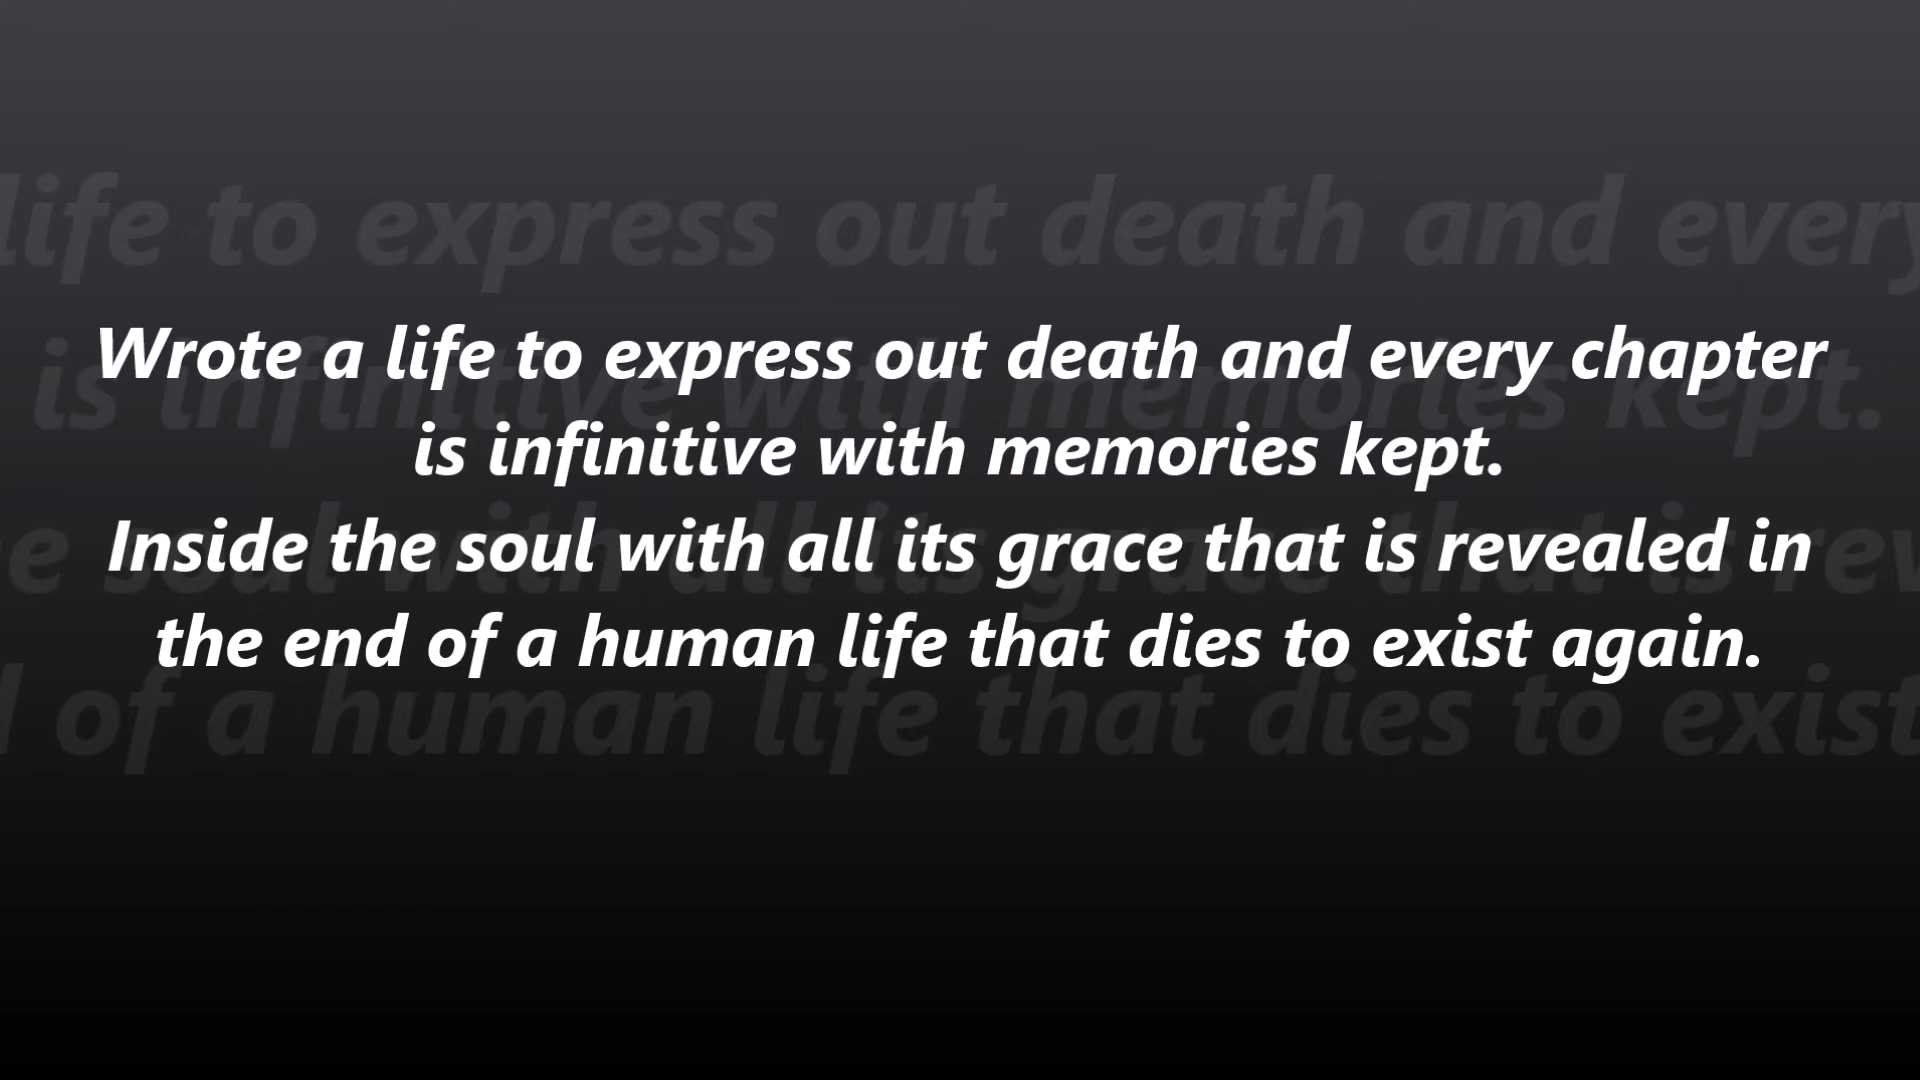 Wrote a life to express out death and every chapter
is infinitive with memories kept.
Inside the soul with all its grace that is revealed in
the end of a human life that dies to exist again.